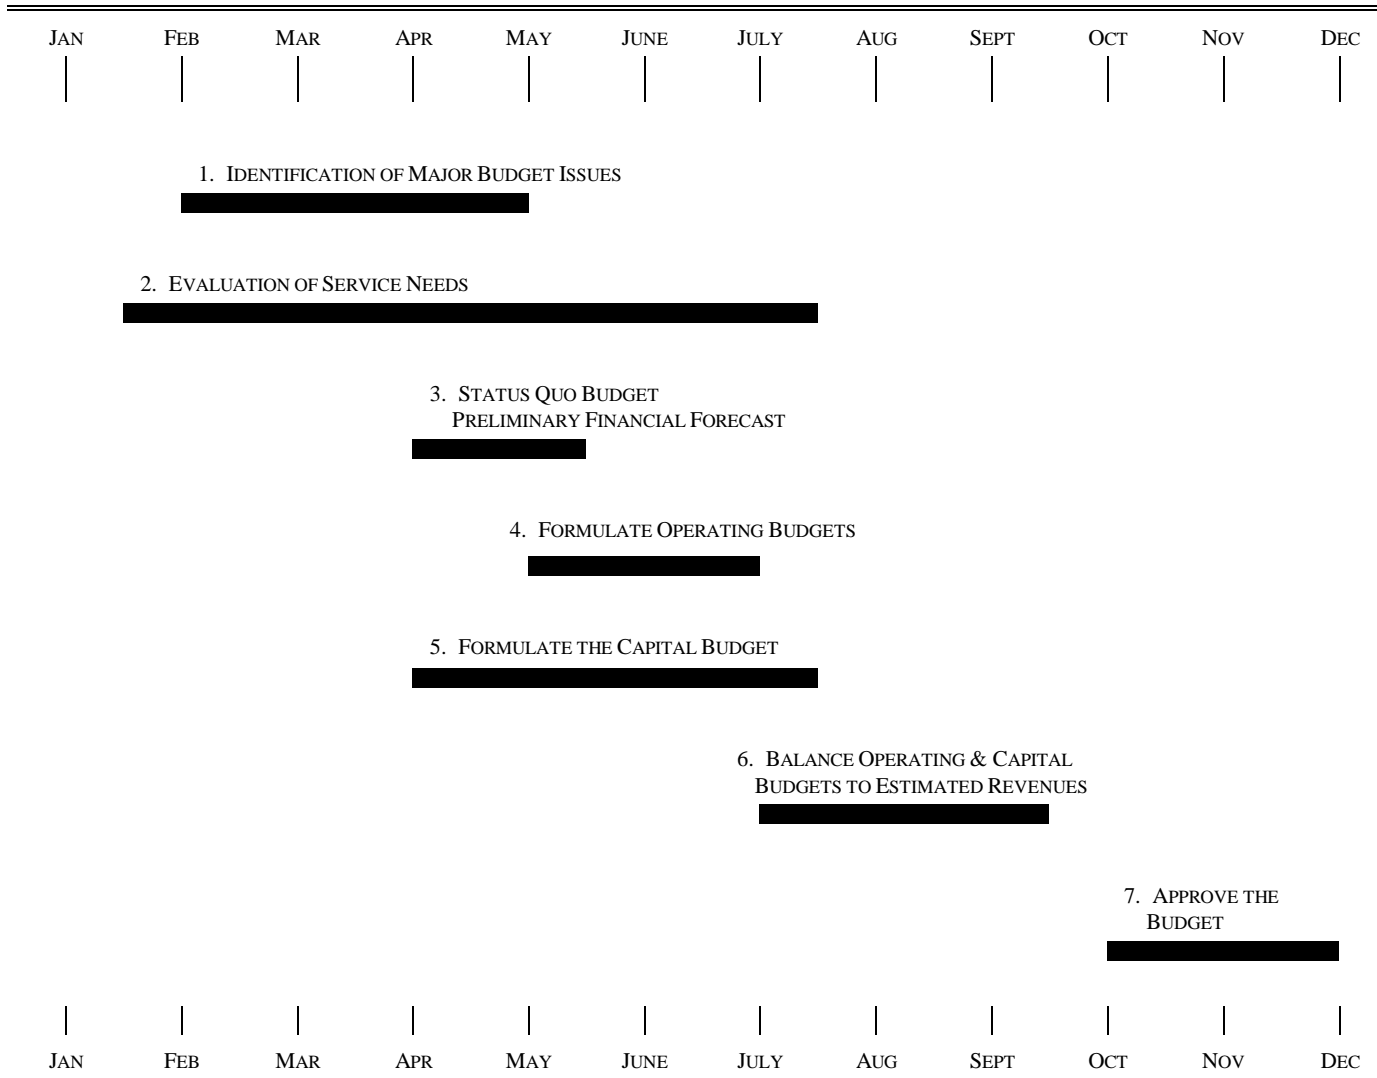 JAN FEB MAR APR MAY JUNE JULY AUG SEPT OCT NOV DEC
1. IDENTIFICATION OF MAJOR BUDGET ISSUES
2. EVALUATION OF SERVICE NEEDS
3. STATUS QUO BUDGET
PRELIMINARY FINANCIAL FORECAST
4. FORMULATE OPERATING BUDGETS
5. FORMULATE THE CAPITAL BUDGET
6. BALANCE OPERATING & CAPITAL
BUDGETS TO ESTIMATED REVENUES
7. APPROVE THE
BUDGET
JAN FEB MAR APR MAY JUNE JULY AUG SEPT OCT NOV DEC